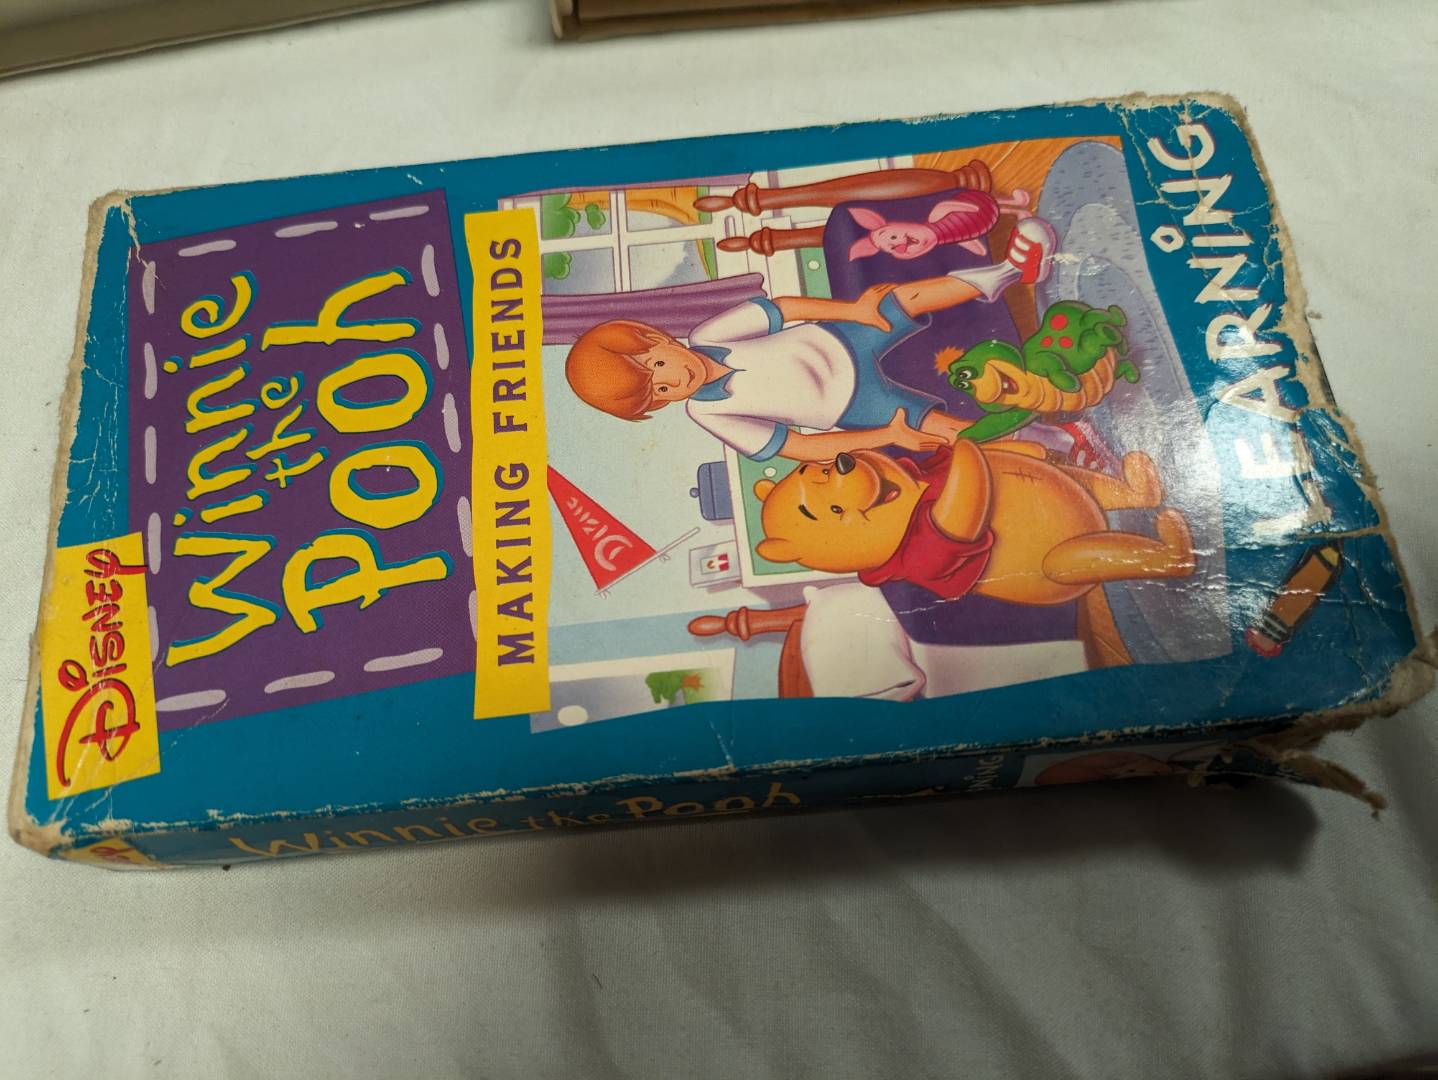 DISNEY
Winnie
the
Pooh
MAKING FRIENDS
LEARNING
Winnie the Pooh